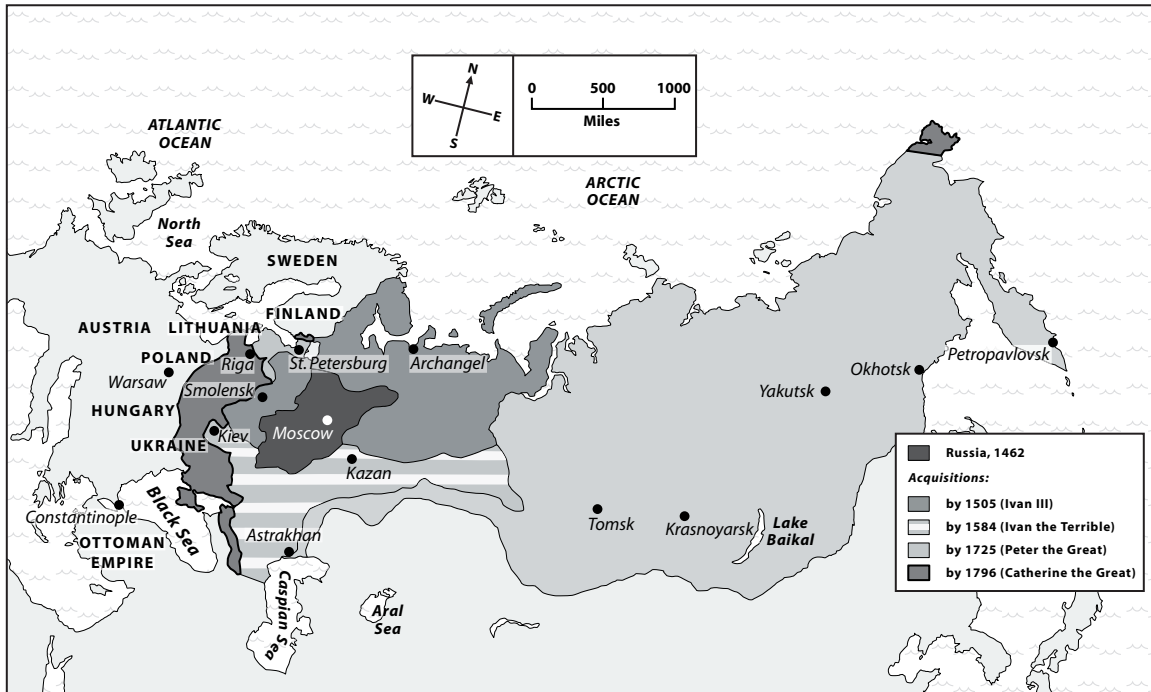 N
W
E
S
0 500 1000
Miles
ATLANTIC
OCEAN
ARCTIC
OCEAN
North
Sea
SWEDEN
FINLAND
AUSTRIA
LITHUANIA
POLAND
Riga
St. Petersburg
Archangel
Warsaw
Smolensk
HUNGARY
Kiev
Moscow
UKRAINE
Kazan
Petropavlovsk
Okhotsk
Yakutsk
Black Sea
Constantinople
OTTOMAN
EMPIRE
Astrakhan
Caspian Sea
Aral
Sea
Tomsk
Krasnoyarsk
Lake
Baikal
Russia, 1462
Acquisitions:
by 1505 (Ivan III)
by 1584 (Ivan the Terrible)
by 1725 (Peter the Great)
by 1796 (Catherine the Great)